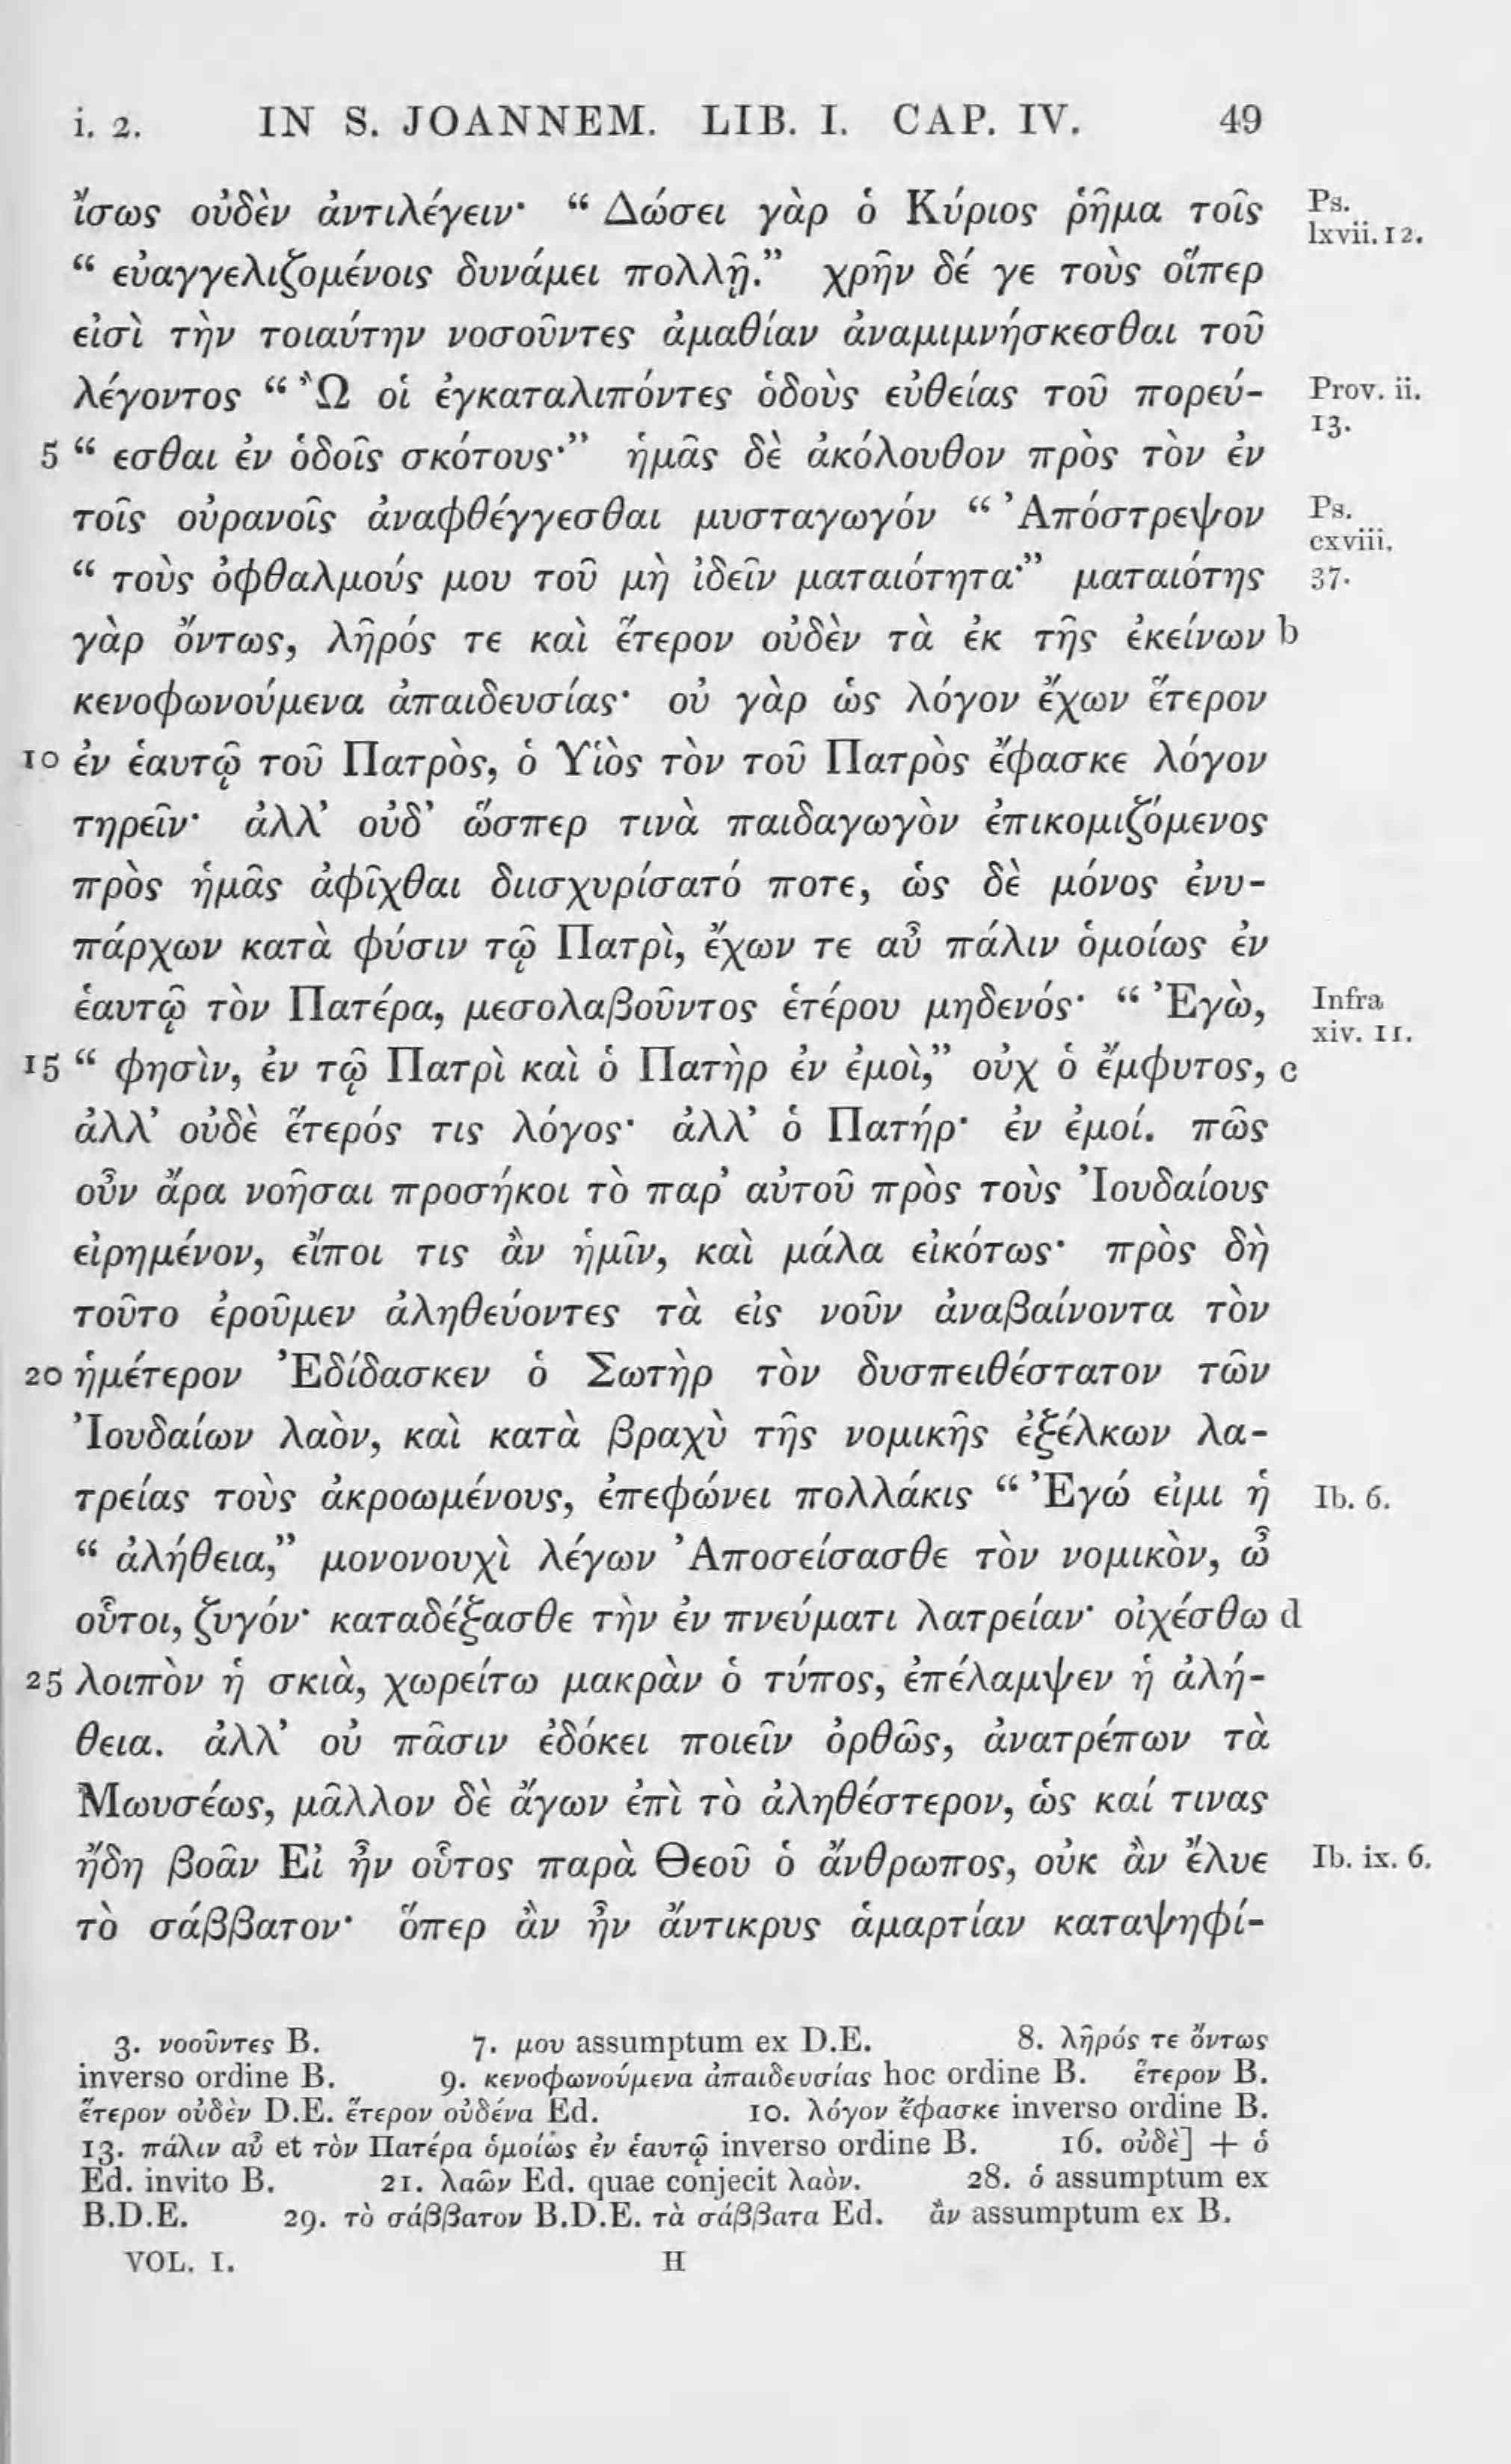 i. 2. IN S. JOANNEM. LIB. I. CAP. IV. 49
ἴσως οὐδὲν ἀντιλέγειν· “ Δώσει γὰρ ὁ Κύριος ῥῆμα τοῖς Ps. lxvii. 12.
“ εὐαγγελιζομένοις δυνάμει πολλῇ.” χρῆν δέ γε τοὺς οἵπερ
εἰσὶ τὴν τοιαύτην νοσοῦντες ἀμαθίαν ἀναμιμνήσκεσθαι τοῦ
λέγοντος “ Ὢ οἱ ἐγκαταλιπόντες ὁδοὺς εὐθείας τοῦ πορεύ- Prov. ii. 13.
5 “ εσθαι ἐν ὁδοῖς σκότους·” ἡμᾶς δὲ ἀκόλουθον πρὸς τὸν ἐν
τοῖς οὐρανοῖς ἀναφθέγγεσθαι μυσταγωγόν “ Ἀπόστρεψον Ps. cxviii. 37.
“ τοὺς ὀφθαλμούς μου τοῦ μὴ ἰδεῖν ματαιότητα·” ματαιότης
γὰρ ὄντως, λῆρός τε καὶ ἕτερον οὐδὲν τὰ ἐκ τῆς ἐκείνων b
κενοφωνούμενα ἀπαιδευσίας· οὐ γὰρ ὡς λόγον ἔχων ἕτερον
10 ἐν ἑαυτῷ τοῦ Πατρὸς, ὁ Υἱὸς τὸν τοῦ Πατρὸς ἔφασκε λόγον
τηρεῖν· ἀλλ’ οὐδ’ ὥσπερ τινὰ παιδαγωγὸν ἐπικομιζόμενος
πρὸς ἡμᾶς ἀφῖχθαι διισχυρίσατό ποτε, ὡς δὲ μόνος ἐνυ-
πάρχων κατὰ φύσιν τῷ Πατρὶ, ἔχων τε αὖ πάλιν ὁμοίως ἐν
ἑαυτῷ τὸν Πατέρα, μεσολαβοῦντος ἑτέρου μηδενός· “ Ἐγὼ, Infra xiv. 11.
15 “ φησὶν, ἐν τῷ Πατρὶ καὶ ὁ Πατὴρ ἐν ἐμοὶ,” οὐχ ὁ ἔμφυτος, c
ἀλλ’ οὐδὲ ἕτερός τις λόγος· ἀλλ’ ὁ Πατήρ· ἐν ἐμοί. πῶς
οὖν ἄρα νοῆσαι προσήκοι τὸ παρ’ αὐτοῦ πρὸς τοὺς Ἰουδαίους
εἰρημένον, εἴποι τις ἂν ἡμῖν, καὶ μάλα εἰκότως· πρὸς δὴ
τοῦτο ἐροῦμεν ἀληθεύοντες τὰ εἰς νοῦν ἀναβαίνοντα τὸν
20 ἡμέτερον Ἐδίδασκεν ὁ Σωτὴρ τὸν δυσπειθέστατον τῶν
Ἰουδαίων λαὸν, καὶ κατὰ βραχὺ τῆς νομικῆς ἐξέλκων λα-
τρείας τοὺς ἀκροωμένους, ἐπεφώνει πολλάκις “ Ἐγώ εἰμι ἡ Ib. 6.
“ ἀλήθεια,” μονονουχὶ λέγων Ἀποσείσασθε τὸν νομικὸν, ὦ
οὗτοι, ζυγόν· καταδέξασθε τὴν ἐν πνεύματι λατρείαν· οἰχέσθω d
25 λοιπὸν ἡ σκιὰ, χωρείτω μακρὰν ὁ τύπος, ἐπέλαμψεν ἡ ἀλή-
θεια. ἀλλ’ οὐ πᾶσιν ἐδόκει ποιεῖν ὀρθῶς, ἀνατρέπων τὰ
Μωυσέως, μᾶλλον δὲ ἄγων ἐπὶ τὸ ἀληθέστερον, ὡς καί τινας
ἤδη βοᾶν Εἰ ἦν οὗτος παρὰ Θεοῦ ὁ ἄνθρωπος, οὐκ ἂν ἔλυε Ib. ix. 6.
τὸ σάββατον· ὅπερ ἂν ἦν ἄντικρυς ἁμαρτίαν καταψηφί-
3. νοοῦντες B. 7. μου assumptum ex D.E. 8. λῆρός τε ὄντως
inverso ordine B. 9. κενοφωνούμενα ἀπαιδευσίας hoc ordine B. ἕτερον B.
ἕτερον οὐδὲν D.E. ἕτερον οὐδένα Ed. 10. λόγον ἔφασκε inverso ordine B.
13. πάλιν αὖ et τὸν Πατέρα ὁμοίως ἐν ἑαυτῷ inverso ordine B. 16. οὐδὲ] + ὁ
Ed. invito B. 21. λαῶν Ed. quae conjecit λαὸν. 28. ὁ assumptum ex
B.D.E. 29. τὸ σάββατον B.D.E. τὰ σάββατα Ed. ἂν assumptum ex B.
VOL. I. H